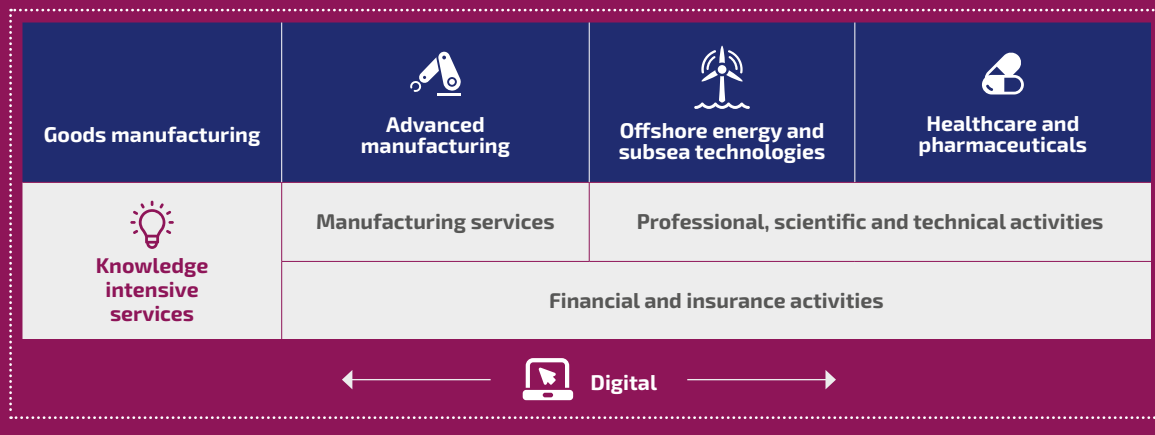 Goods manufacturing
Advanced
manufacturing
Offshore energy and
subsea technologies
Healthcare and
pharmaceuticals
Knowledge
intensive
services
Manufacturing services
Professional, scientific and technical activities
Financial and insurance activities
Digital